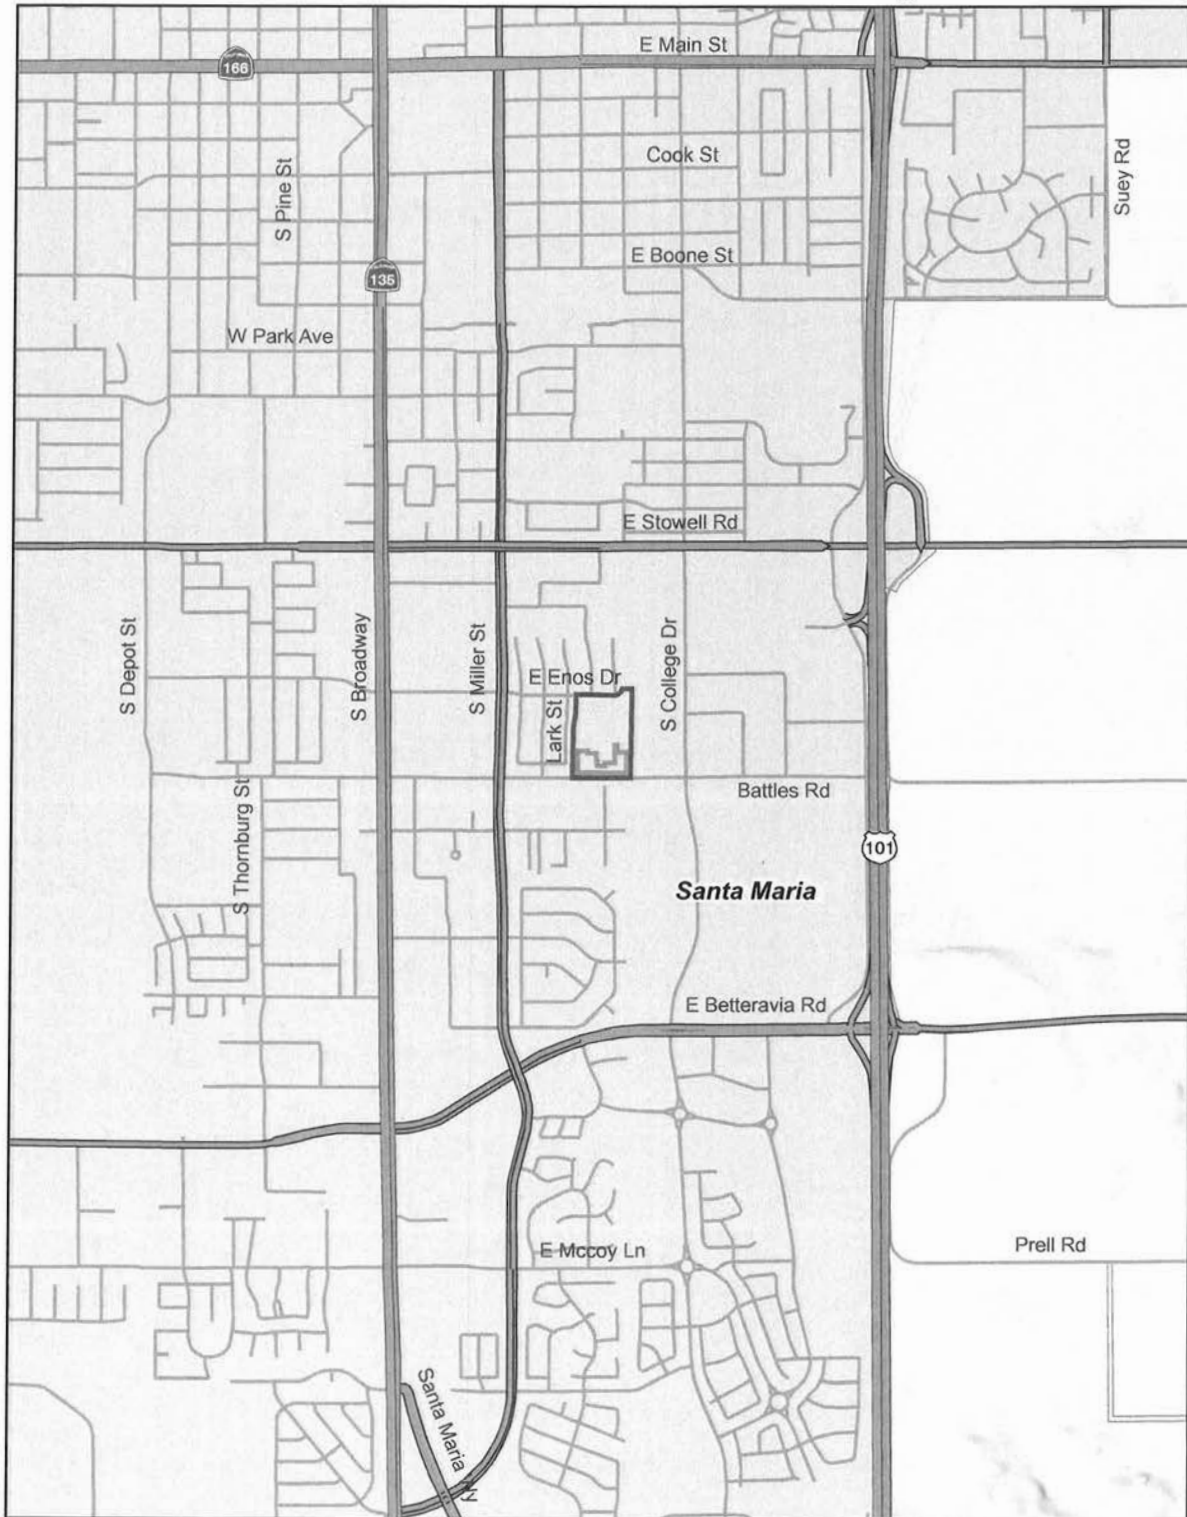 E Main St
166
Cook St
S Pine St
Suey Rd
E Boone St
135
W Park Ave
E Stowell Rd
S Depot St
S Broadway
S Miller St
E Enos Dr
S College Dr
Lark St
Battles Rd
S Thornburg St
101
Santa Maria
E Betteravia Rd
E Mccoy Ln
Prell Rd
Santa Maria